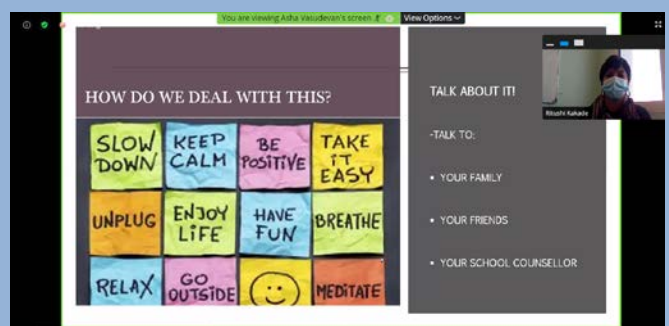 You are viewing Asha Vasudevan's screen
View Options
HOW DO WE DEAL WITH THIS?
SLOW DOWN
KEEP CALM
BE POSITIVE
TAKE IT EASY
UNPLUG
ENJOY LIFE
HAVE FUN
BREATHE
RELAX
GO OUTSIDE
MEDITATE
TALK ABOUT IT!
-TALK TO:
• YOUR FAMILY
• YOUR FRIENDS
• YOUR SCHOOL COUNSELLOR
Ritushi Kakade